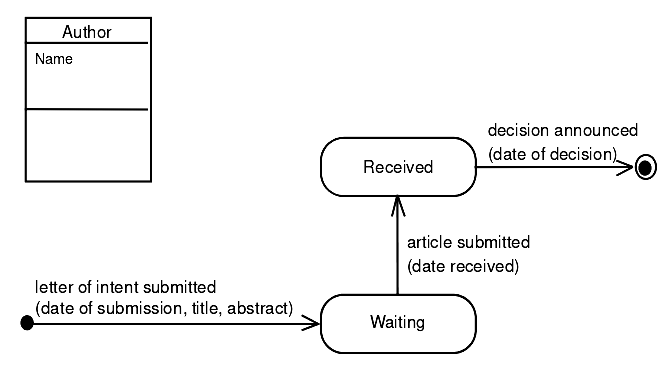 Author
Name
decision announced
(date of decision)
Received
article submitted
(date received)
letter of intent submitted
(date of submission, title, abstract)
Waiting